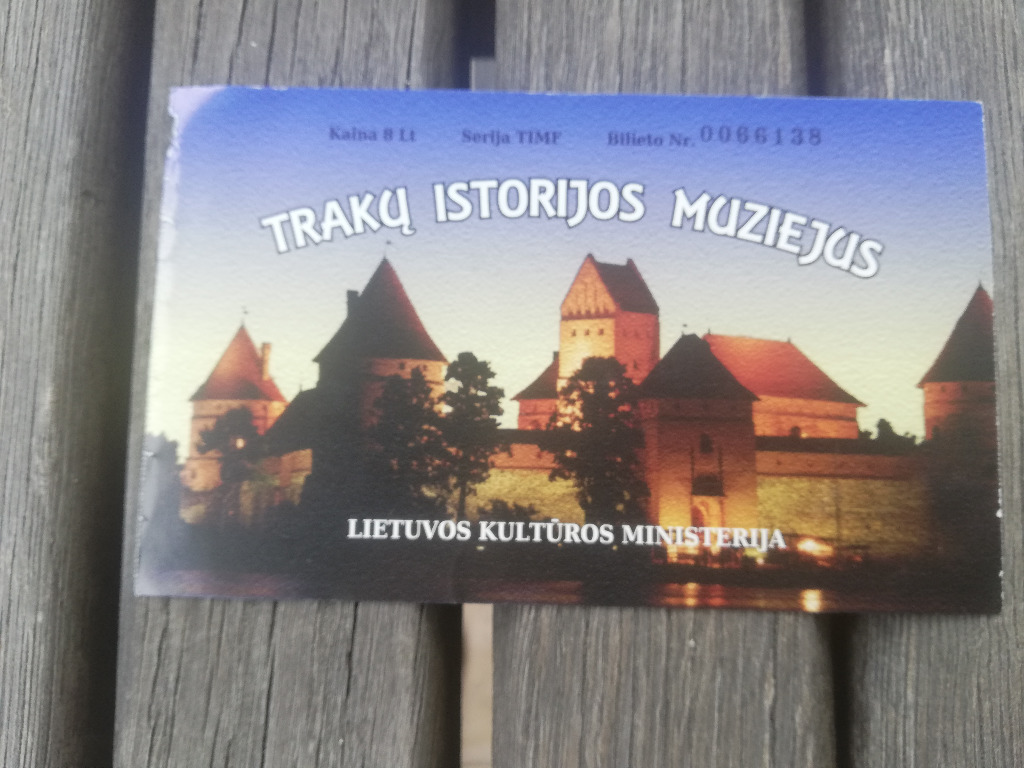 Kaina 8 Lt Serija TIMF Bilieto Nr. 0066138
TRAKŲ ISTORIJOS MUZIEJUS
LIETUVOS KULTŪROS MINISTERIJA